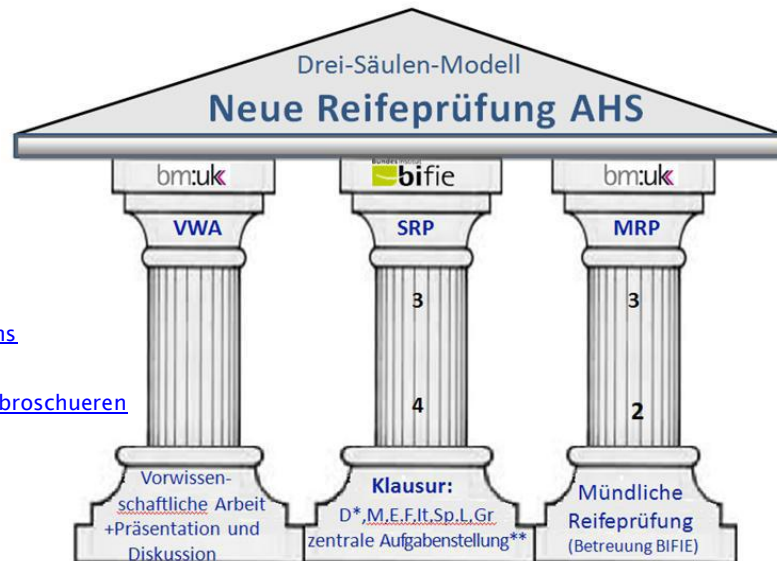 Drei-Säulen-Modell
Neue Reifeprüfung AHS
bm:uk
Bundesinstitut
bifie
bm:uk
VWA
SRP
MRP
3
3
ns
broschueren
4
2
Vorwissen-
schaftliche Arbeit
+Präsentation und
Diskussion
Klausur:
D*,M,E,F,It,Sp,L,Gr
zentrale Aufgabenstellung**
Mündliche
Reifeprüfung
(Betreuung BIFIE)